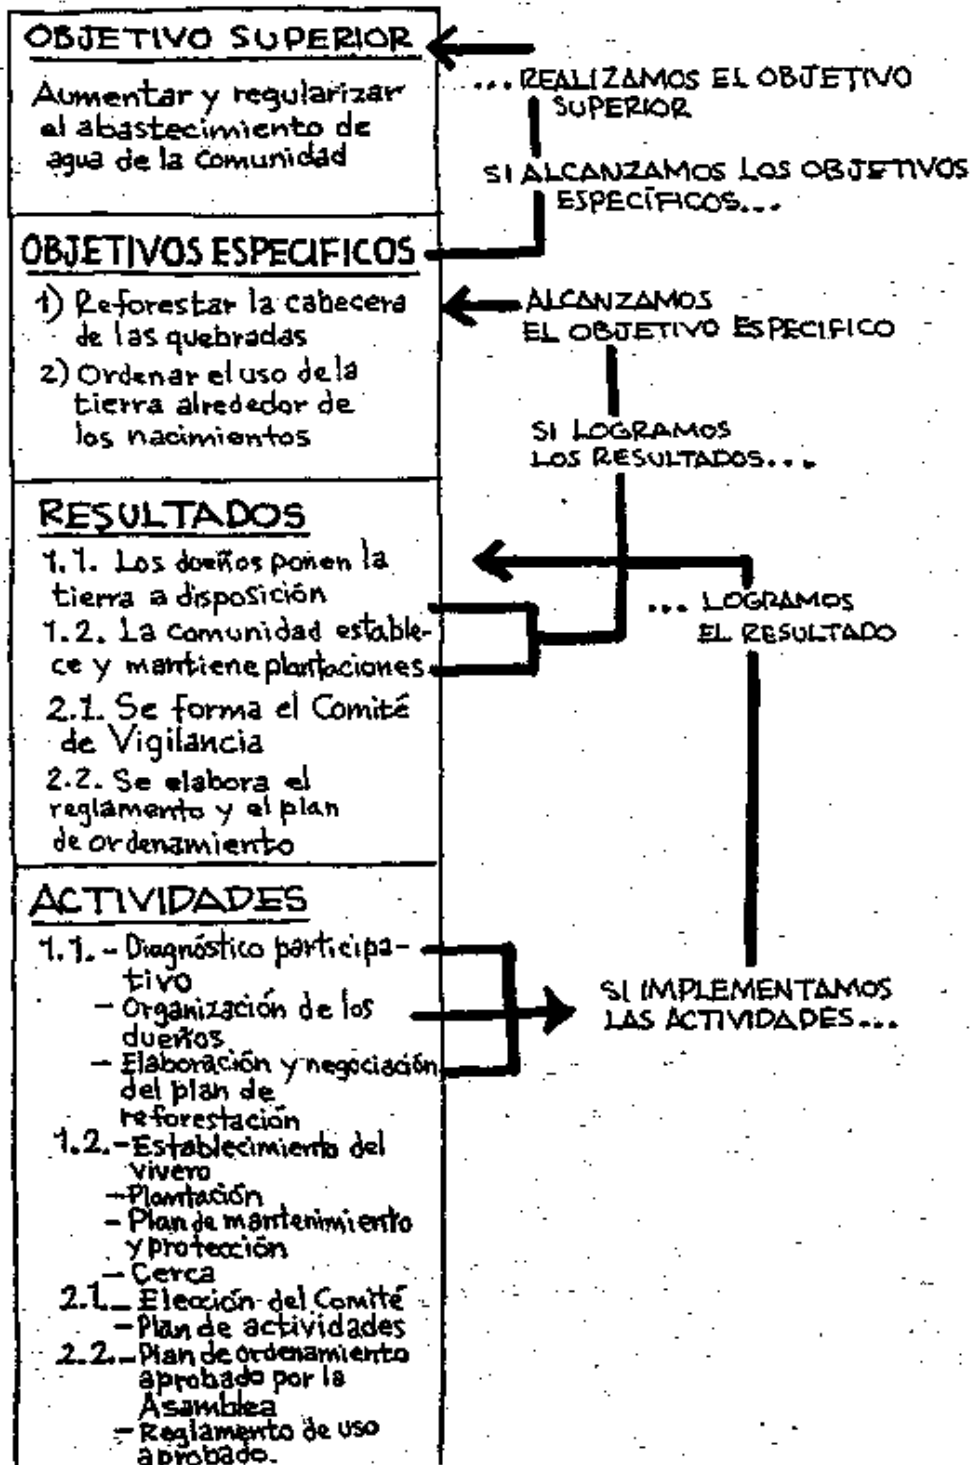 OBJETIVO SUPERIOR
Aumentar y regularizar
el abastecimiento de
agua de la comunidad
... REALIZAMOS EL OBJETIVO
SUPERIOR
SI ALCANZAMOS LOS OBJETIVOS
ESPECÍFICOS...
OBJETIVOS ESPECIFICOS
1) Reforestar la cabecera
de las quebradas
2) Ordenar el uso de la
tierra alrededor de
los nacimientos
ALCANZAMOS
EL OBJETIVO ESPECIFICO
SI LOGRAMOS
LOS RESULTADOS...
RESULTADOS
1.1. Los dueños ponen la
tierra a disposición
1.2. La comunidad estable-
ce y mantiene plantaciones
2.1. Se forma el Comité
de Vigilancia
2.2. Se elabora el
reglamento y el plan
de ordenamiento
... LOGRAMOS
EL RESULTADO
ACTIVIDADES
1.1. - Diagnóstico participa-
tivo
- Organización de los
dueños
- Elaboración y negociación
del plan de
reforestación
1.2. - Establecimiento del
vivero
- Plantación
- Plan de mantenimiento
y protección
- Cerca
2.1. - Elección del Comité
- Plan de actividades
2.2. - Plan de ordenamiento
aprobado por la
Asamblea
- Reglamento de uso
aprobado.
SI IMPLEMENTAMOS
LAS ACTIVIDADES...